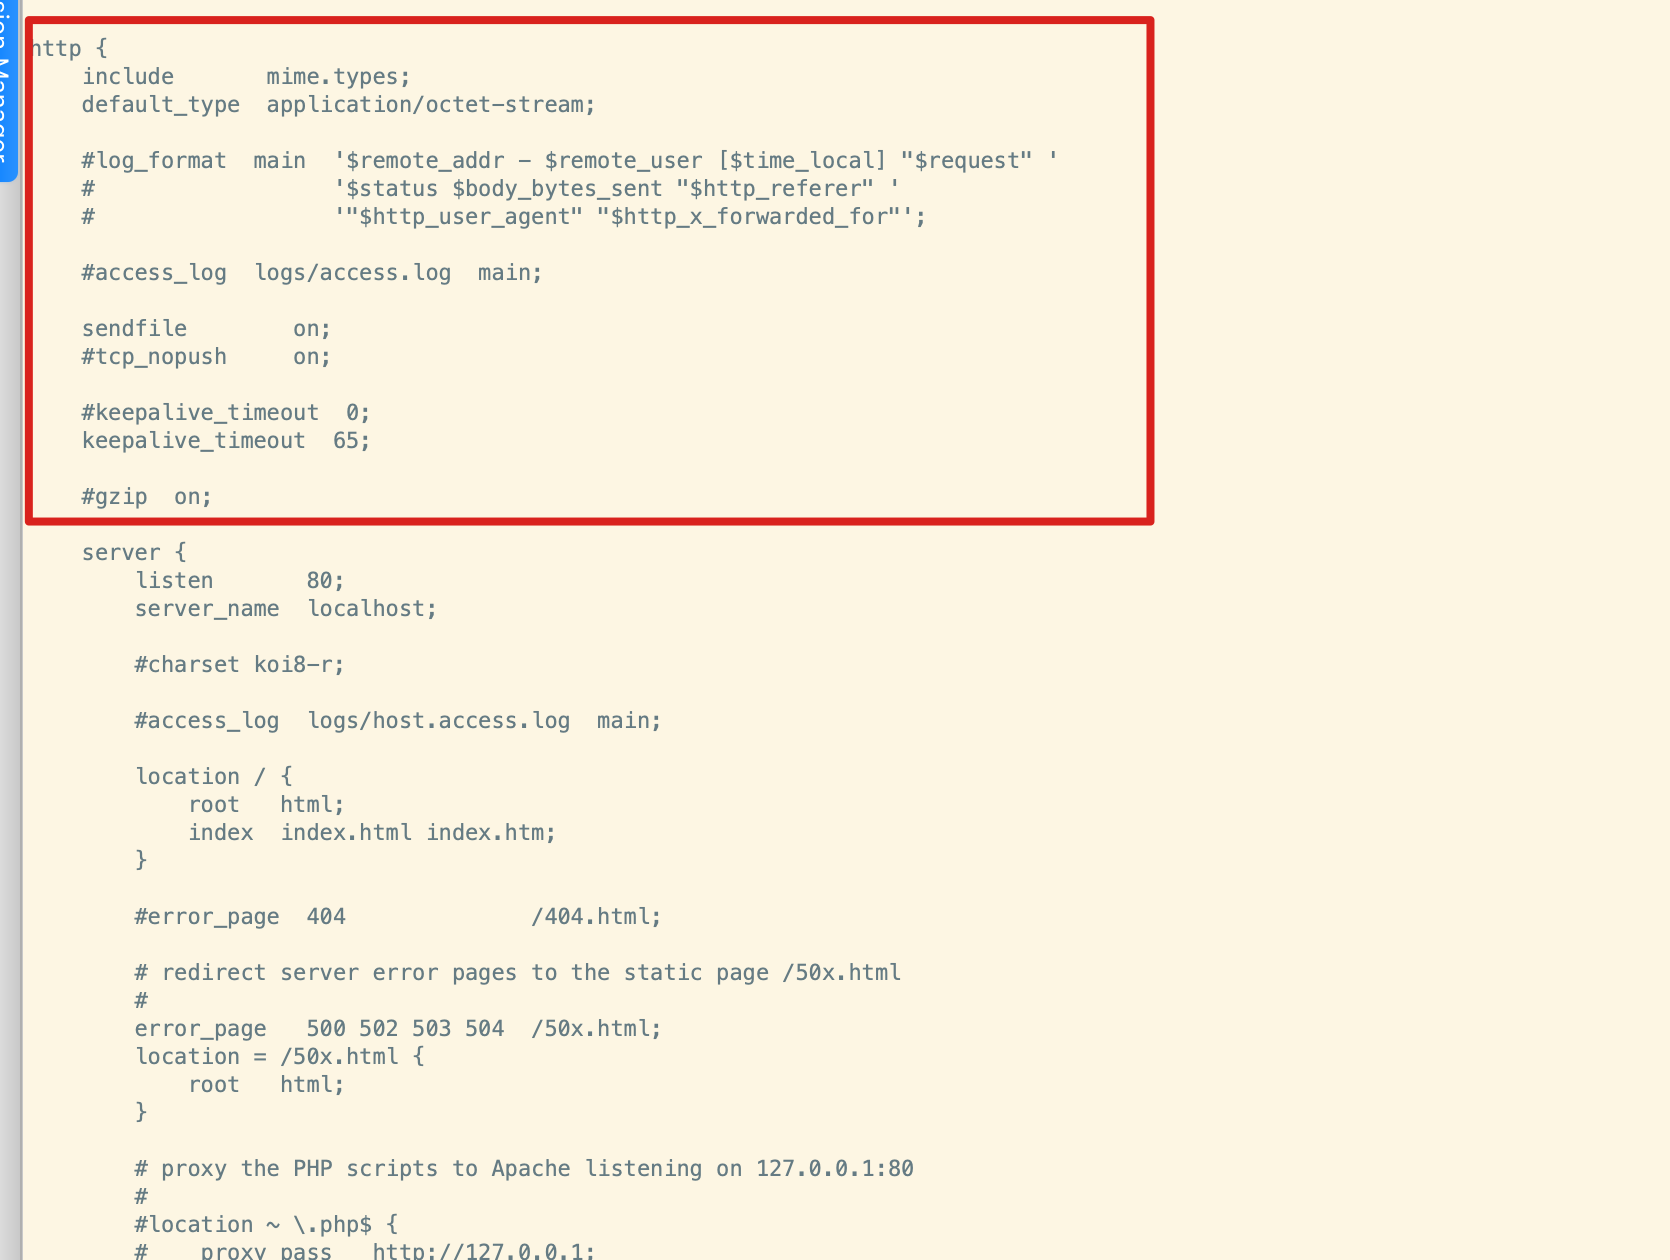 http {
    include       mime.types;
    default_type  application/octet-stream;

    #log_format  main  '$remote_addr - $remote_user [$time_local] "$request" '
    #                  '$status $body_bytes_sent "$http_referer" '
    #                  '"$http_user_agent" "$http_x_forwarded_for"';

    #access_log  logs/access.log  main;

    sendfile        on;
    #tcp_nopush     on;

    #keepalive_timeout  0;
    keepalive_timeout  65;

    #gzip  on;

    server {
        listen       80;
        server_name  localhost;

        #charset koi8-r;

        #access_log  logs/host.access.log  main;

        location / {
            root   html;
            index  index.html index.htm;
        }

        #error_page  404              /404.html;

        # redirect server error pages to the static page /50x.html
        #
        error_page   500 502 503 504  /50x.html;
        location = /50x.html {
            root   html;
        }

        # proxy the PHP scripts to Apache listening on 127.0.0.1:80
        #
        #location ~ \.php$ {
        #    proxy_pass   http://127.0.0.1;
Manager